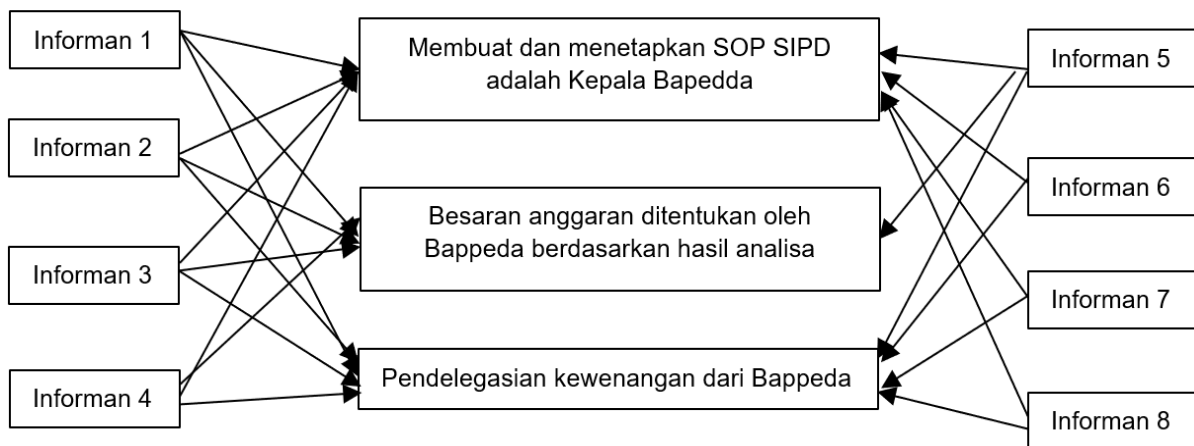 Informan 1
Informan 2
Informan 3
Informan 4
Membuat dan menetapkan SOP SIPD
adalah Kepala Bapedda
Besaran anggaran ditentukan oleh
Bappeda berdasarkan hasil analisa
Pendelegasian kewenangan dari Bappeda
Informan 5
Informan 6
Informan 7
Informan 8